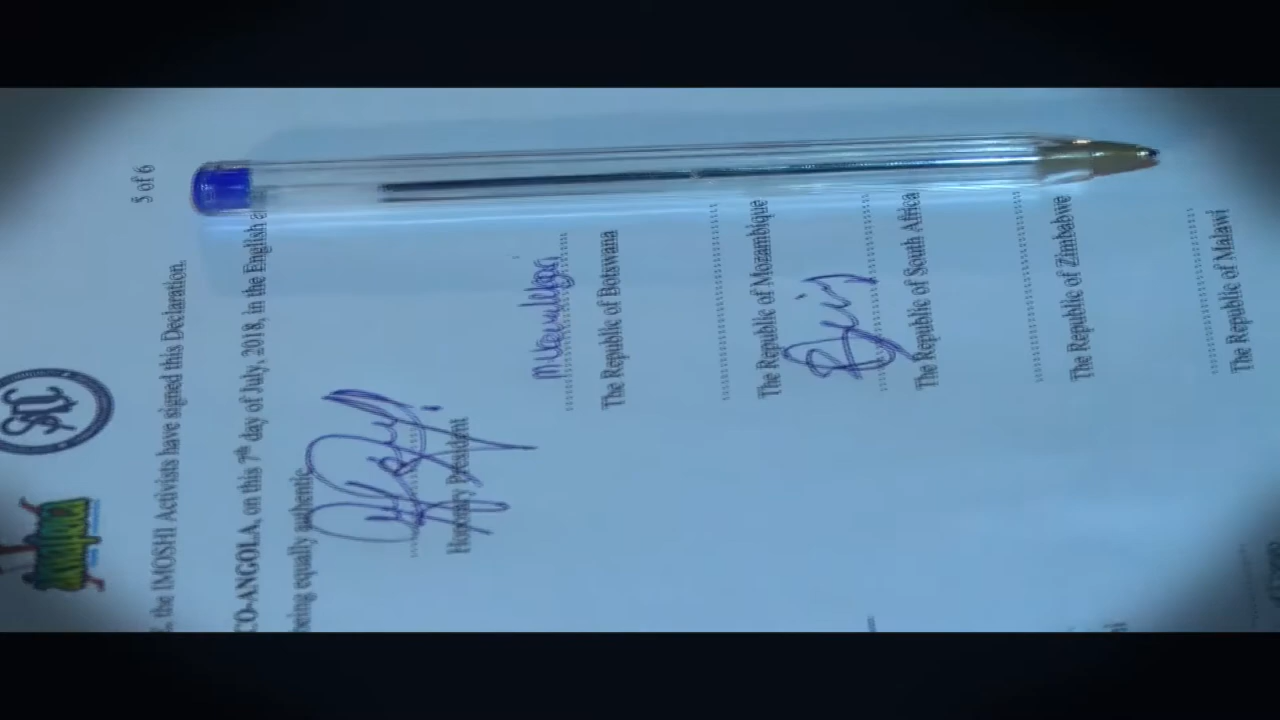 5 of 6
the IMOSHI Activists have signed this Declaration.
CO-ANGOLA, on this 7th day of July, 2018, in the English
being equally authentic
Honorary President
The Republic of Botswana
The Republic of Mozambique
The Republic of South Africa
The Republic of Zimbabwe
The Republic of Malawi